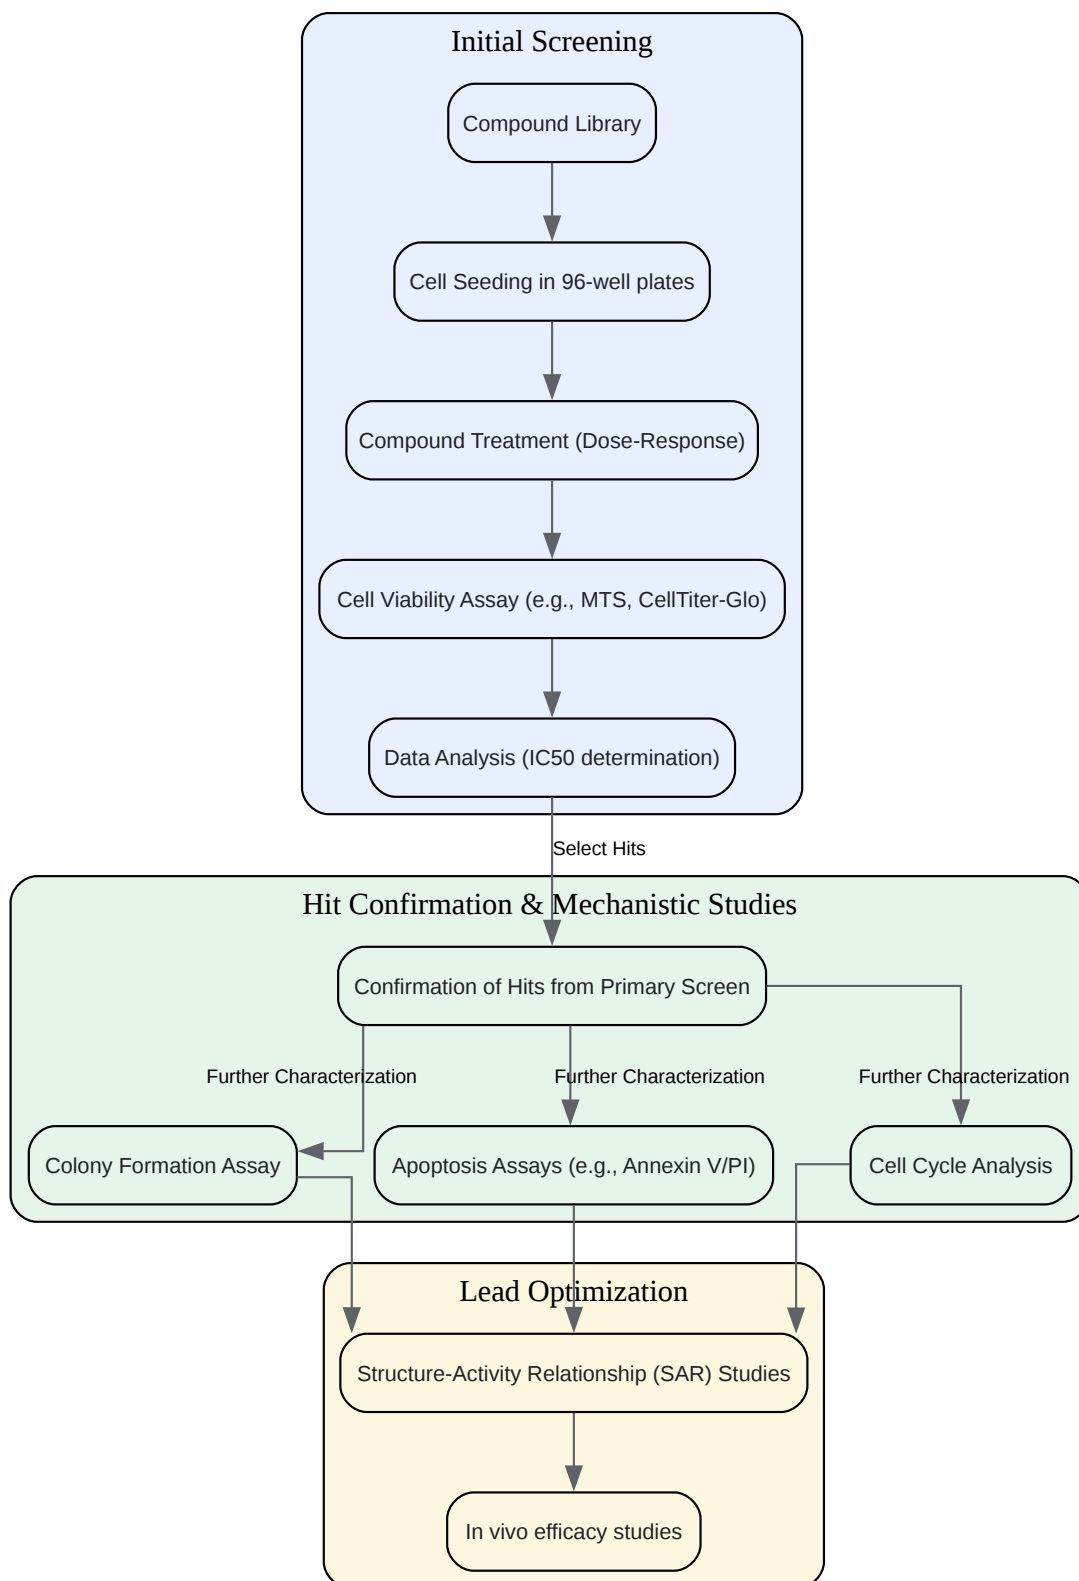 Initial Screening
Compound Library
Cell Seeding in 96-well plates
Compound Treatment (Dose-Response)
Cell Viability Assay (e.g., MTS, CellTiter-Glo)
Data Analysis (IC50 determination)
Select Hits
Hit Confirmation & Mechanistic Studies
Confirmation of Hits from Primary Screen
Further Characterization
Further Characterization
Further Characterization
Colony Formation Assay
Apoptosis Assays (e.g., Annexin V/PI)
Cell Cycle Analysis
Lead Optimization
Structure-Activity Relationship (SAR) Studies
In vivo efficacy studies